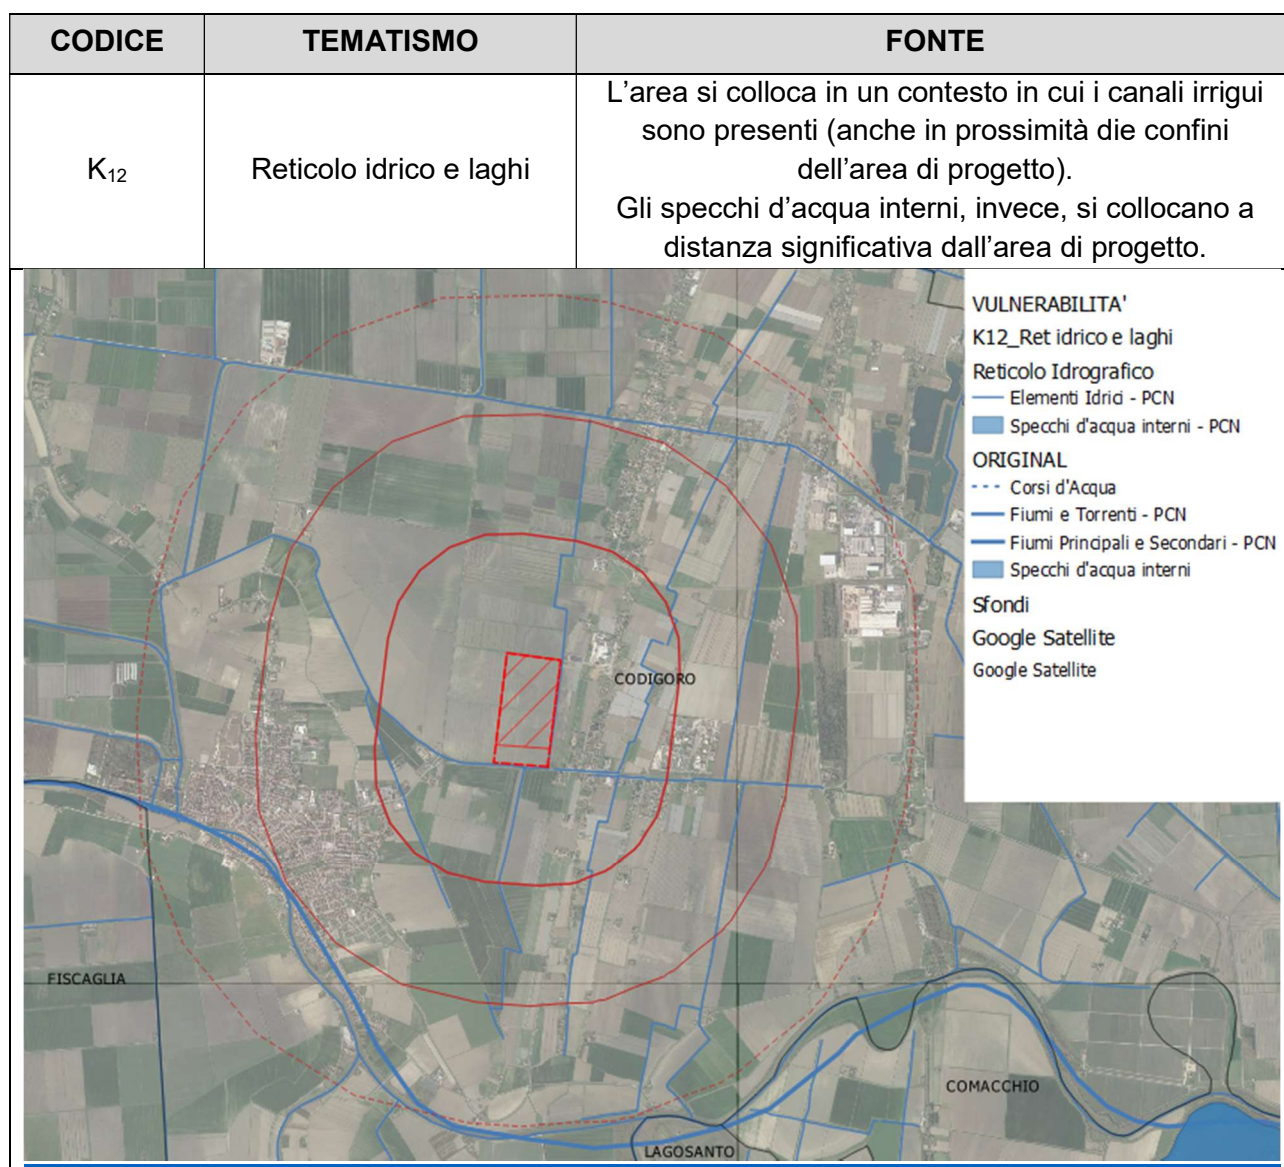 CODICE TEMATISMO FONTE
K12
Reticolo idrico e laghi
L'area si colloca in un contesto in cui i canali irrigui
sono presenti (anche in prossimità die confini
dell'area di progetto).
Gli specchi d'acqua interni, invece, si collocano a
distanza significativa dall'area di progetto.
VULNERABILITA'
K12_Ret idrico e laghi
Reticolo Idrografico
Elementi Idrici - PCN
Specchi d'acqua interni - PCN
ORIGINAL
Corsi d'Acqua
Fiumi e Torrenti - PCN
Fiumi Principali e Secondari - PCN
Specchi d'acqua interni
Sfondi
Google Satellite
Google Satellite
CODIGORO
FISCAGLIA
COMACCHIO
LAGOSANTO